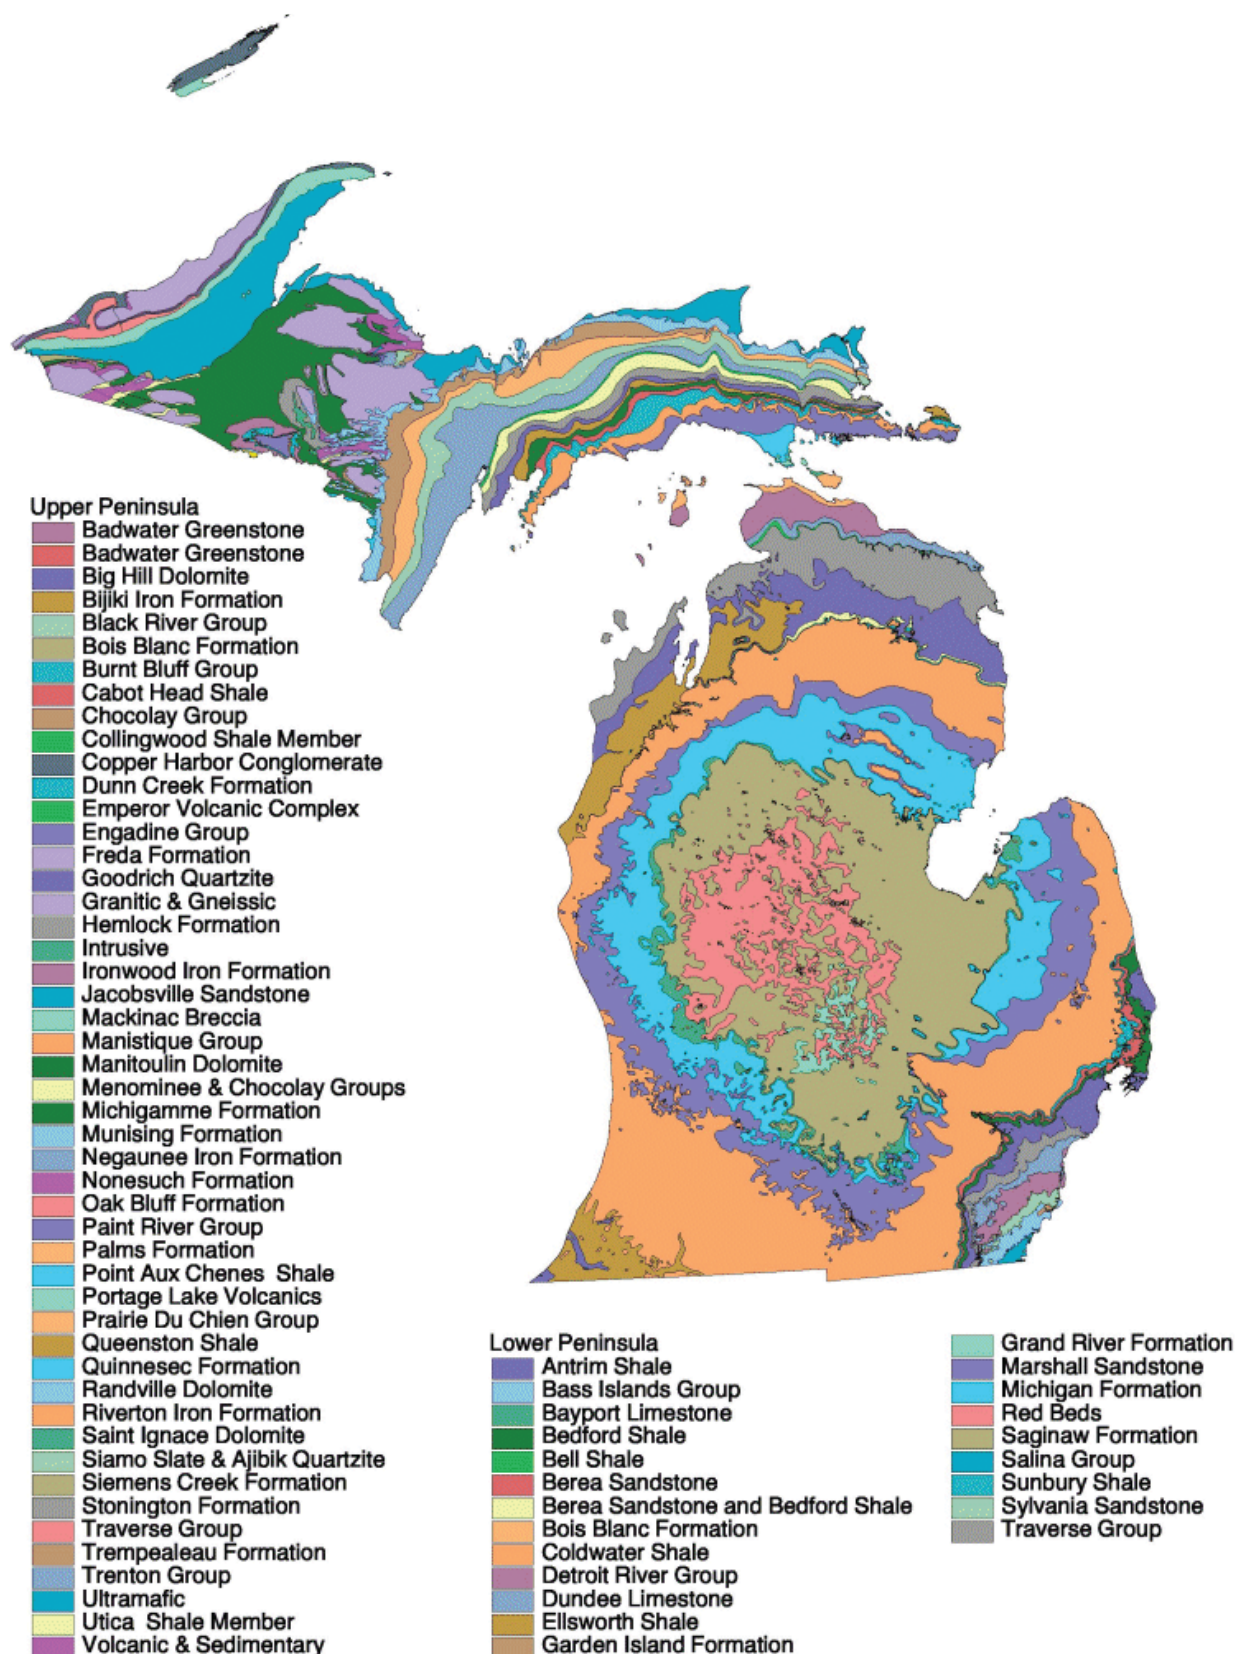 Upper Peninsula
Badwater Greenstone
Badwater Greenstone
Big Hill Dolomite
Bijiki Iron Formation
Black River Group
Bois Blanc Formation
Burnt Bluff Group
Cabot Head Shale
Chocolay Group
Collingwood Shale Member
Copper Harbor Conglomerate
Dunn Creek Formation
Emperor Volcanic Complex
Engadine Group
Freda Formation
Goodrich Quartzite
Granitic & Gneissic
Hemlock Formation
Intrusive
Ironwood Iron Formation
Jacobsville Sandstone
Mackinac Breccia
Manistique Group
Manitoulin Dolomite
Menominee & Chocolay Groups
Michigamme Formation
Munising Formation
Negaunee Iron Formation
Nonesuch Formation
Oak Bluff Formation
Paint River Group
Palms Formation
Point Aux Chenes Shale
Portage Lake Volcanics
Prairie Du Chien Group
Queenston Shale
Quinnesec Formation
Randville Dolomite
Riverton Iron Formation
Saint Ignace Dolomite
Siamo Slate & Ajibik Quartzite
Siemens Creek Formation
Stonington Formation
Traverse Group
Trempealeau Formation
Trenton Group
Ultramafic
Utica Shale Member
Volcanic & Sedimentary
Lower Peninsula
Antrim Shale
Bass Islands Group
Bayport Limestone
Bedford Shale
Bell Shale
Berea Sandstone
Berea Sandstone and Bedford Shale
Bois Blanc Formation
Coldwater Shale
Detroit River Group
Dundee Limestone
Ellsworth Shale
Garden Island Formation
Grand River Formation
Marshall Sandstone
Michigan Formation
Red Beds
Saginaw Formation
Salina Group
Sunbury Shale
Sylvania Sandstone
Traverse Group